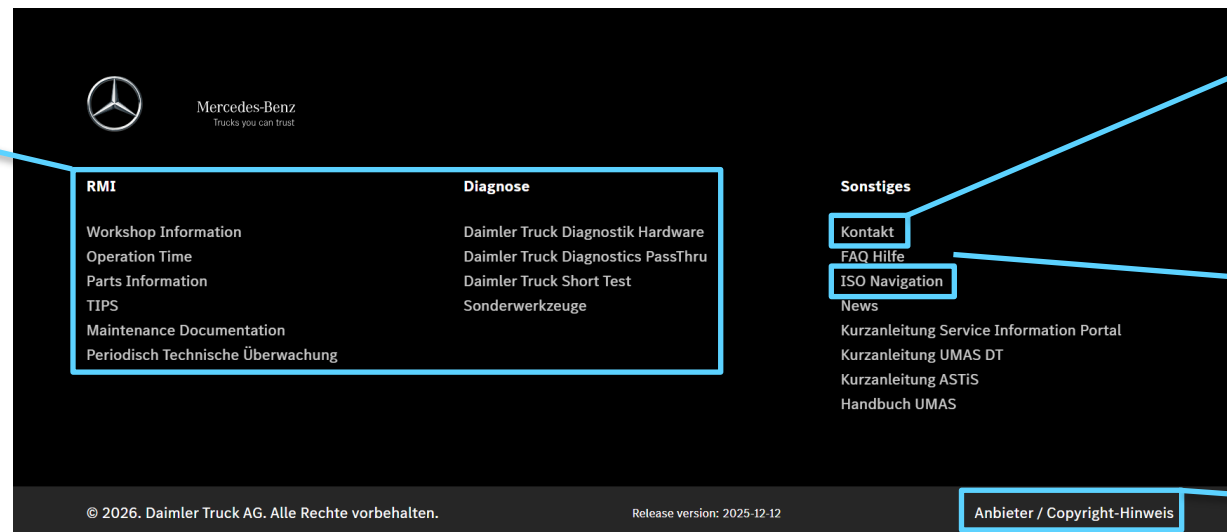 Mercedes-Benz
Trucks you can trust
RMI
Workshop Information
Operation Time
Parts Information
TIPS
Maintenance Documentation
Periodisch Technische Überwachung
Diagnose
Daimler Truck Diagnostik Hardware
Daimler Truck Diagnostics PassThru
Daimler Truck Short Test
Sonderwerkzeuge
Sonstiges
Kontakt
FAQ Hilfe
ISO Navigation
News
Kurzanleitung Service Information Portal
Kurzanleitung UMAS DT
Kurzanleitung ASTiS
Handbuch UMAS
© 2026. Daimler Truck AG. Alle Rechte vorbehalten.
Release version: 2025-12-12
Anbieter / Copyright-Hinweis